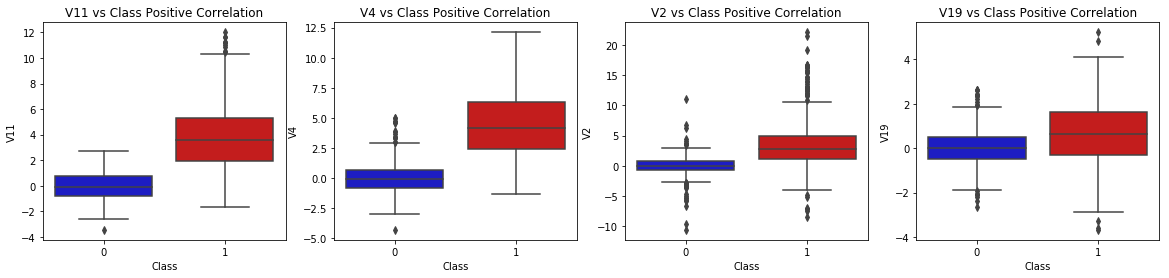 V11 vs Class Positive Correlation
V11
12
10
8
6
4
2
0
−2
−4
0 1
Class
V4 vs Class Positive Correlation
V4
12.5
10.0
7.5
5.0
2.5
0.0
−2.5
−5.0
0 1
Class
V2 vs Class Positive Correlation
V2
20
15
10
5
0
−5
−10
0 1
Class
V19 vs Class Positive Correlation
V19
4
2
0
−2
−4
0 1
Class